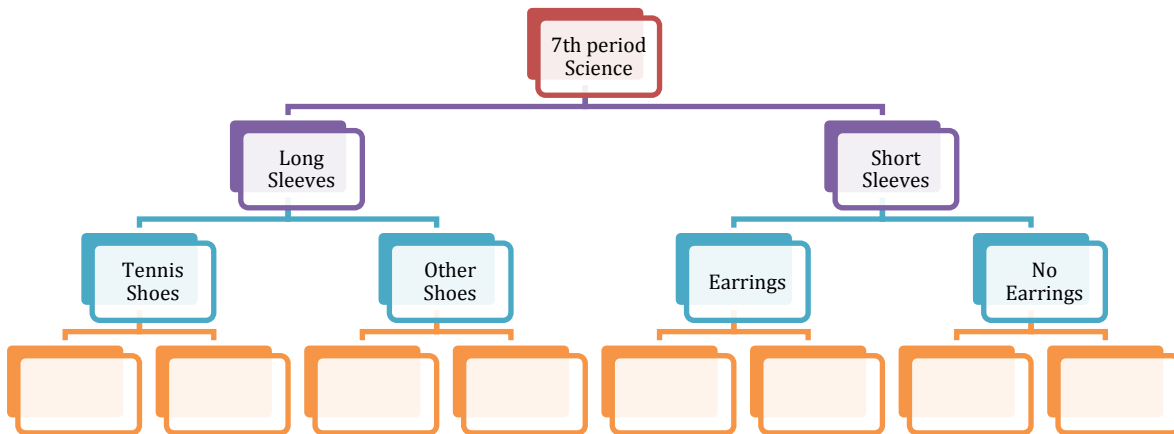 7th period
Science
Long
Sleeves
Short
Sleeves
Tennis
Shoes
Other
Shoes
Earrings
No
Earrings